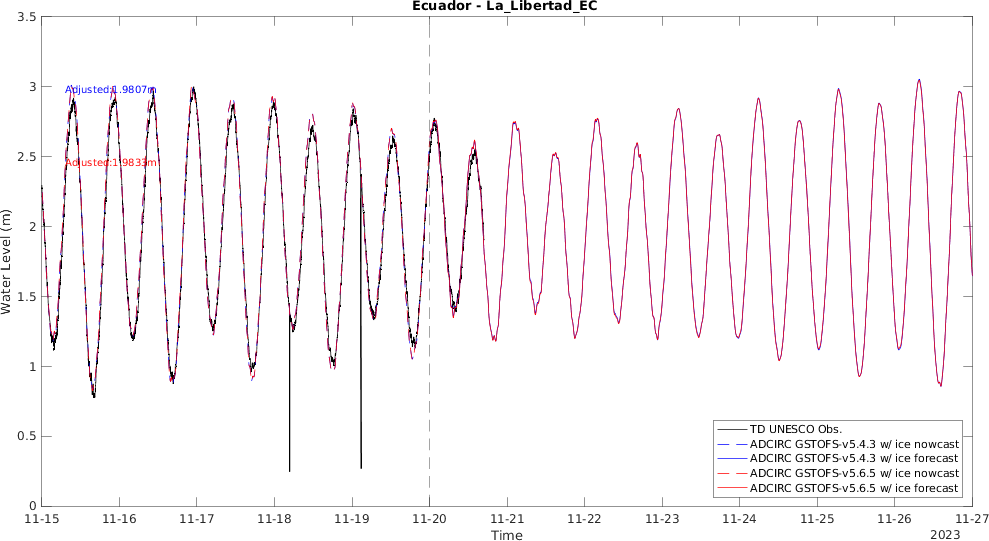 Ecuador - La_Libertad_EC
3.5
3
2.5
2
1.5
1
0.5
0
Water Level (m)
Adjusted:1.9807m
Adjusted:1.9833m
TD UNESCO Obs.
ADCIRC GSTOFS-v5.4.3 w/ ice nowcast
ADCIRC GSTOFS-v5.4.3 w/ ice forecast
ADCIRC GSTOFS-v5.6.5 w/ ice nowcast
ADCIRC GSTOFS-v5.6.5 w/ ice forecast
11-15 11-16 11-17 11-18 11-19 11-20 11-21 11-22 11-23 11-24 11-25 11-26 11-27
Time
2023